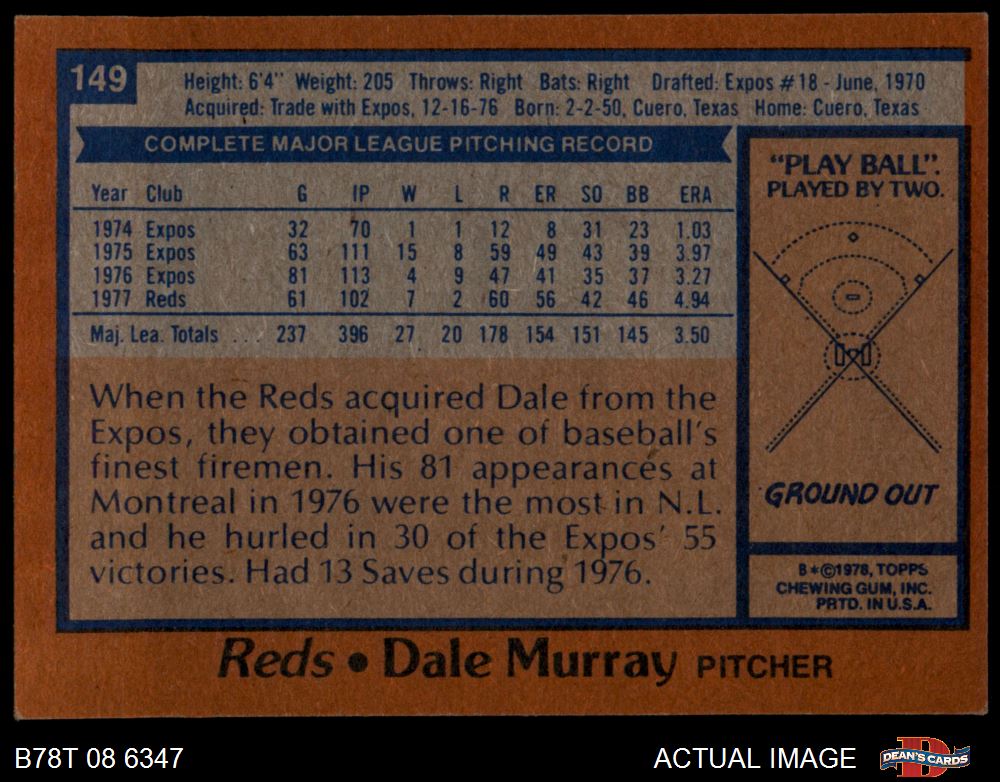 149
Height: 6'4" Weight: 205 Throws: Right Bats: Right Drafted: Expos #18 - June, 1970
Acquired: Trade with Expos, 12-16-76 Born: 2-2-50, Cuero, Texas Home: Cuero, Texas
COMPLETE MAJOR LEAGUE PITCHING RECORD
Year Club G IP W L R ER SO BB ERA
1974 Expos 32 70 1 1 12 8 31 23 1.03
1975 Expos 63 111 15 8 59 49 43 39 3.97
1976 Expos 81 113 4 9 47 41 35 37 3.27
1977 Reds 61 102 7 2 60 56 42 46 4.94
Maj. Lea. Totals ... 237 396 27 20 178 154 151 145 3.50
When the Reds acquired Dale from the
Expos, they obtained one of baseball's
finest firemen. His 81 appearances at
Montreal in 1976 were the most in N.L.
and he hurled in 30 of the Expos' 55
victories. Had 13 Saves during 1976.
"PLAY BALL".
PLAYED BY TWO.
GROUND OUT
B*©1978, TOPPS
CHEWING GUM, INC.
PRTD. IN U.S.A.
Reds • Dale Murray PITCHER
B78T 08 6347
ACTUAL IMAGE
DEAN'S CARDS